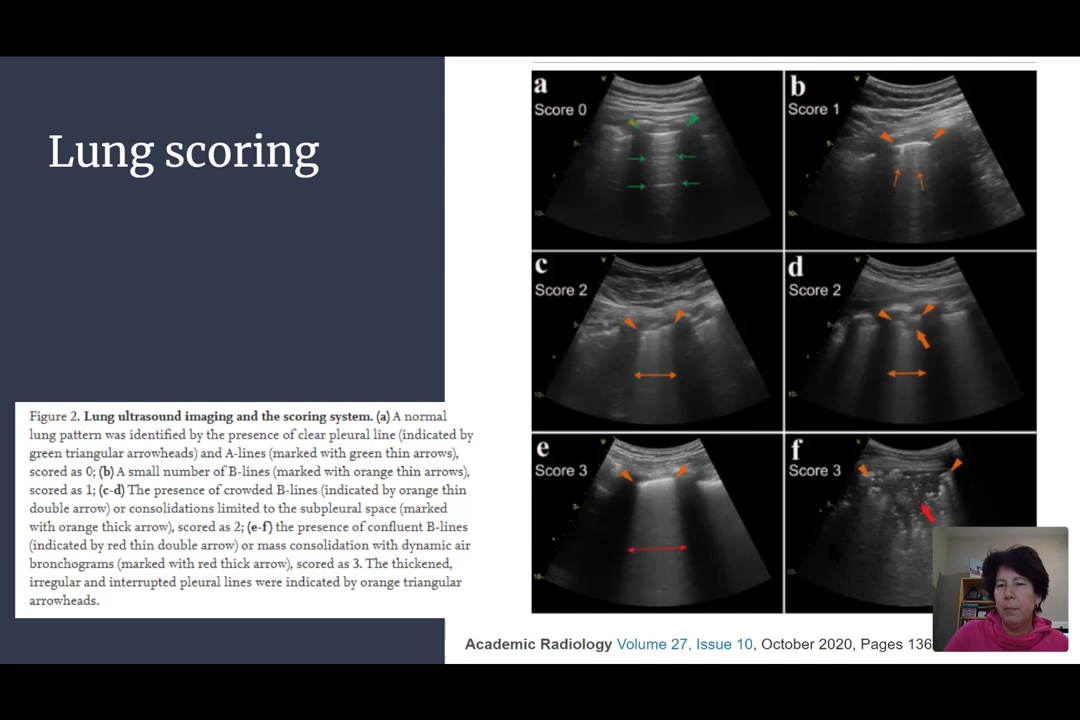 Lung scoring
Figure 2. Lung ultrasound imaging and the scoring system. (a) A normal
lung pattern was identified by the presence of clear pleural line (indicated by
green triangular arrowheads) and A-lines (marked with green thin arrows),
scored as 0; (b) A small number of B-lines (marked with orange thin arrows),
scored as 1; (c-d) The presence of crowded B-lines (indicated by orange thin
double arrow) or consolidations limited to the subpleural space (marked
with orange thick arrow), scored as 2; (e-f) the presence of confluent B-lines
(indicated by red thin double arrow) or mass consolidation with dynamic air
bronchograms (marked with red thick arrow), scored as 3. The thickened,
irregular and interrupted pleural lines were indicated by orange triangular
arrowheads.
a
Score 0
b
Score 1
c
Score 2
d
Score 2
e
Score 3
f
Score 3
Academic Radiology Volume 27, Issue 10, October 2020, Pages 136